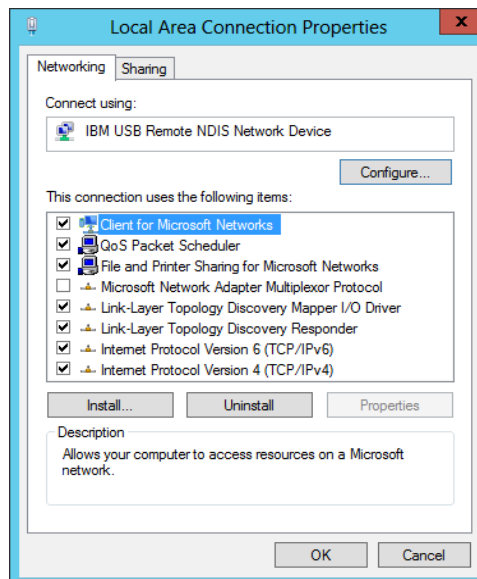 Local Area Connection Properties
x
Networking Sharing
Connect using:
IBM USB Remote NDIS Network Device
Configure...
This connection uses the following items:
Client for Microsoft Networks
QoS Packet Scheduler
File and Printer Sharing for Microsoft Networks
Microsoft Network Adapter Multiplexor Protocol
Link-Layer Topology Discovery Mapper I/O Driver
Link-Layer Topology Discovery Responder
Internet Protocol Version 6 (TCP/IPv6)
Internet Protocol Version 4 (TCP/IPv4)
Install... Uninstall Properties
Description
Allows your computer to access resources on a Microsoft
network.
OK Cancel